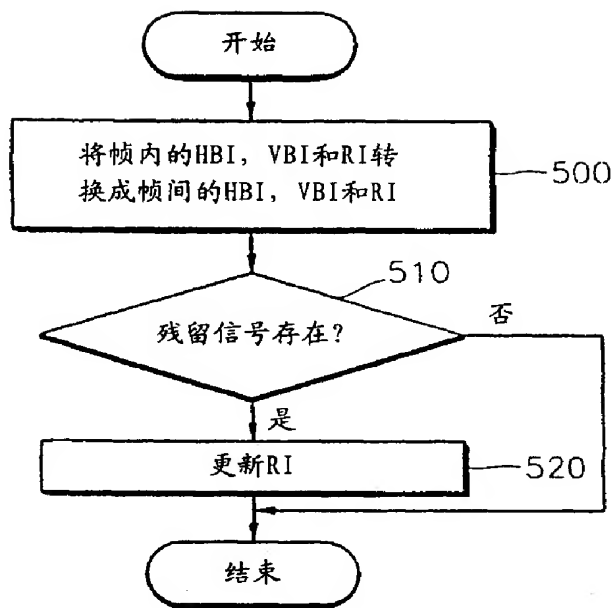 开始
将帧内的HBI, VBI和RI转
换成帧间的HBI, VBI和RI
500
510
残留信号存在?
否
是
更新RI
520
结束